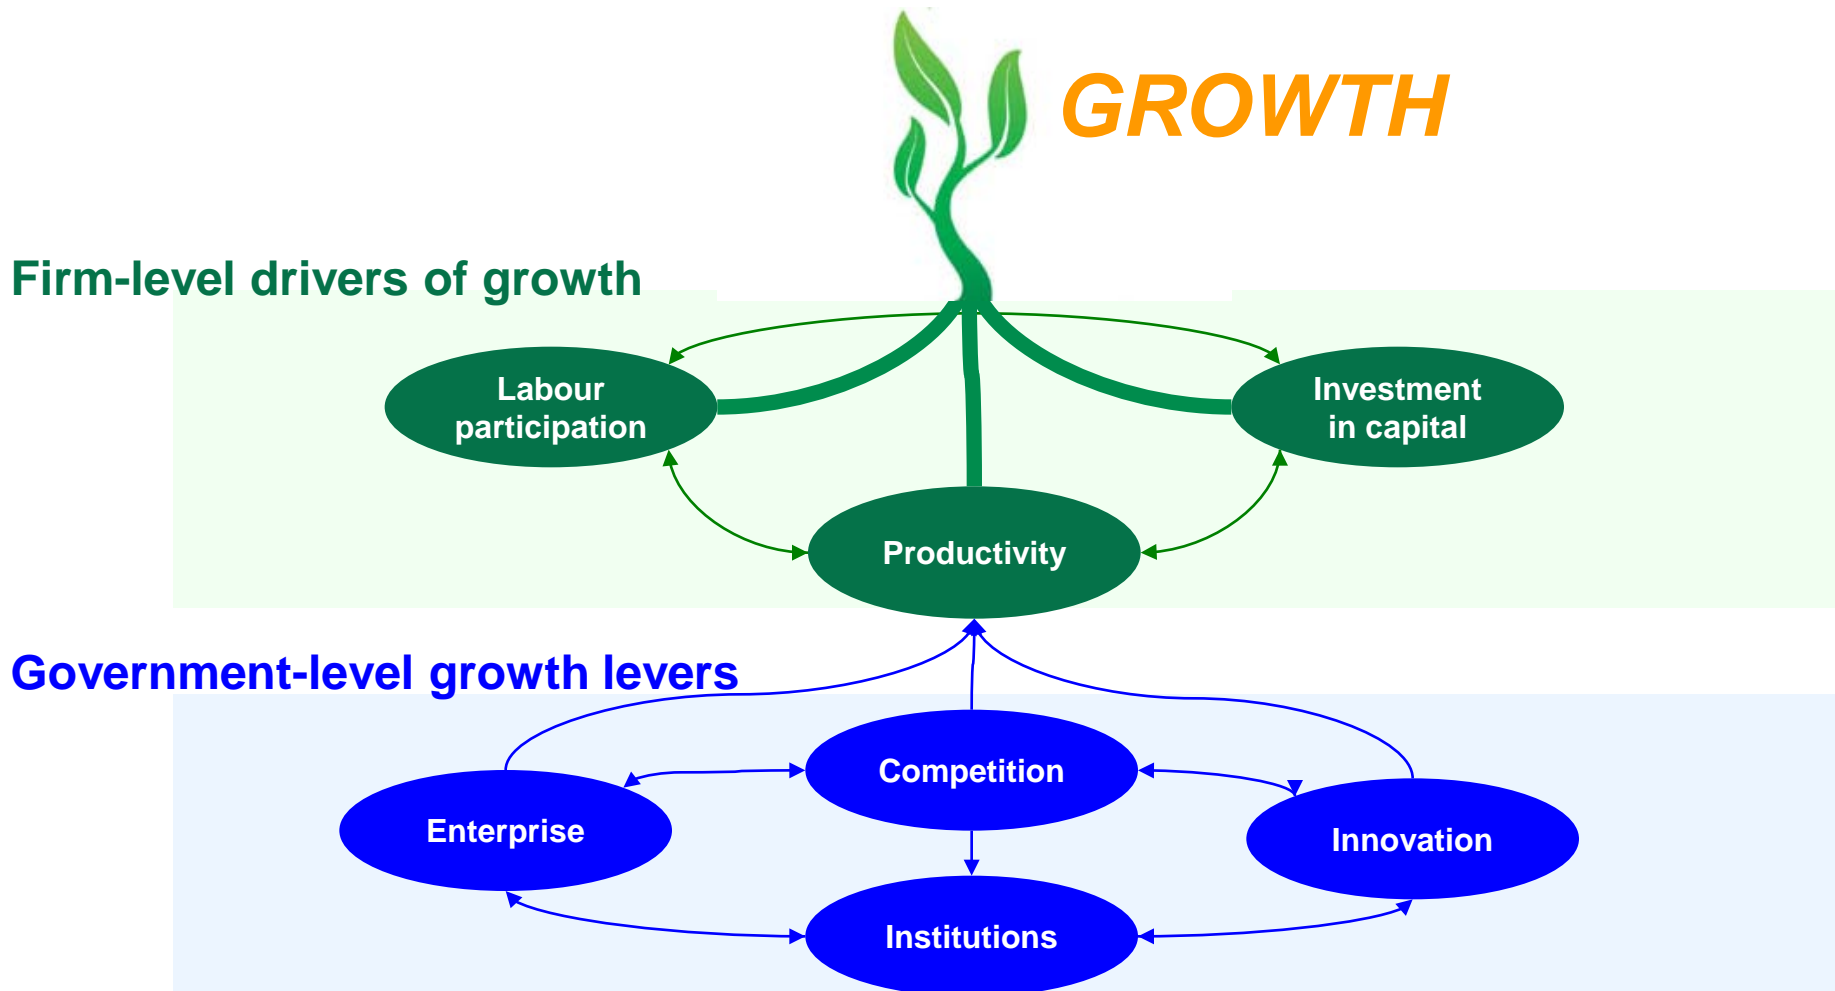 GROWTH
Firm-level drivers of growth
Labour
participation
Investment
in capital
Productivity
Government-level growth levers
Competition
Enterprise
Innovation
Institutions